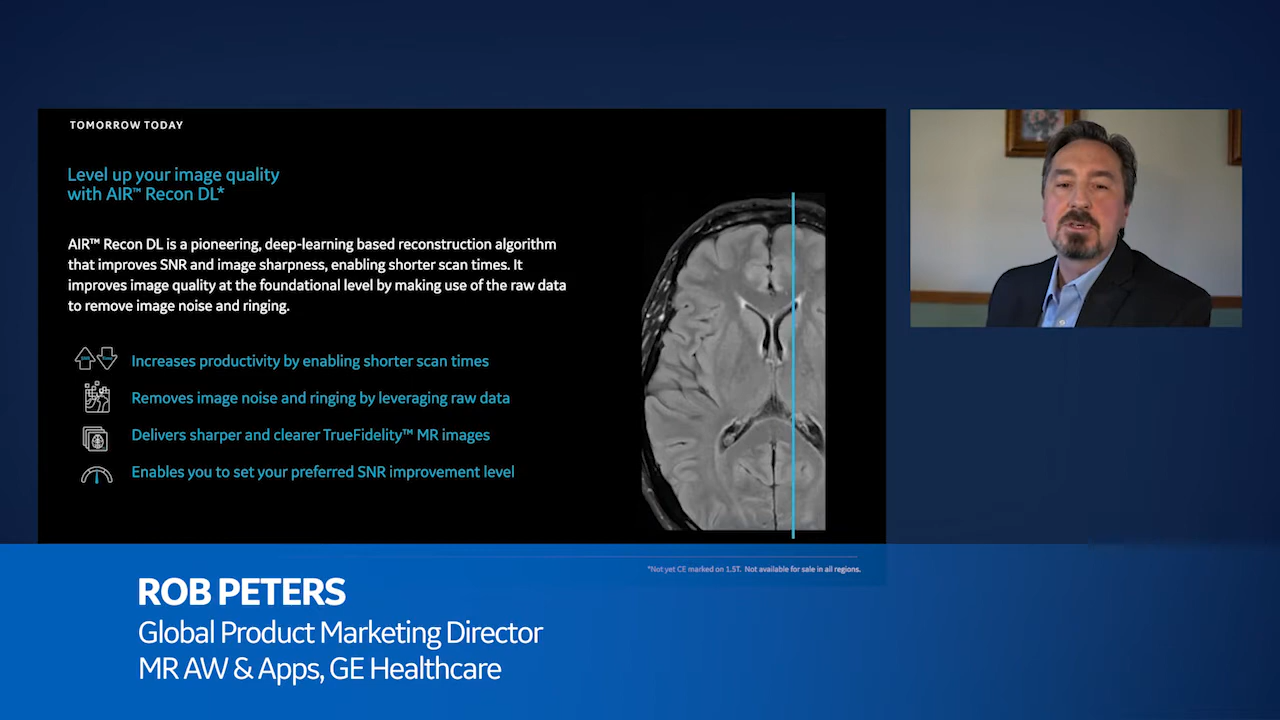 TOMORROW TODAY
Level up your image quality
with AIR™ Recon DL*
AIR™ Recon DL is a pioneering, deep-learning based reconstruction algorithm
that improves SNR and image sharpness, enabling shorter scan times. It
improves image quality at the foundational level by making use of the raw data
to remove image noise and ringing.
Increases productivity by enabling shorter scan times
Removes image noise and ringing by leveraging raw data
Delivers sharper and clearer TrueFidelity™ MR images
Enables you to set your preferred SNR improvement level
*Not yet CE marked on 1.5T. Not available for sale in all regions.
ROB PETERS
Global Product Marketing Director
MR AW & Apps, GE Healthcare